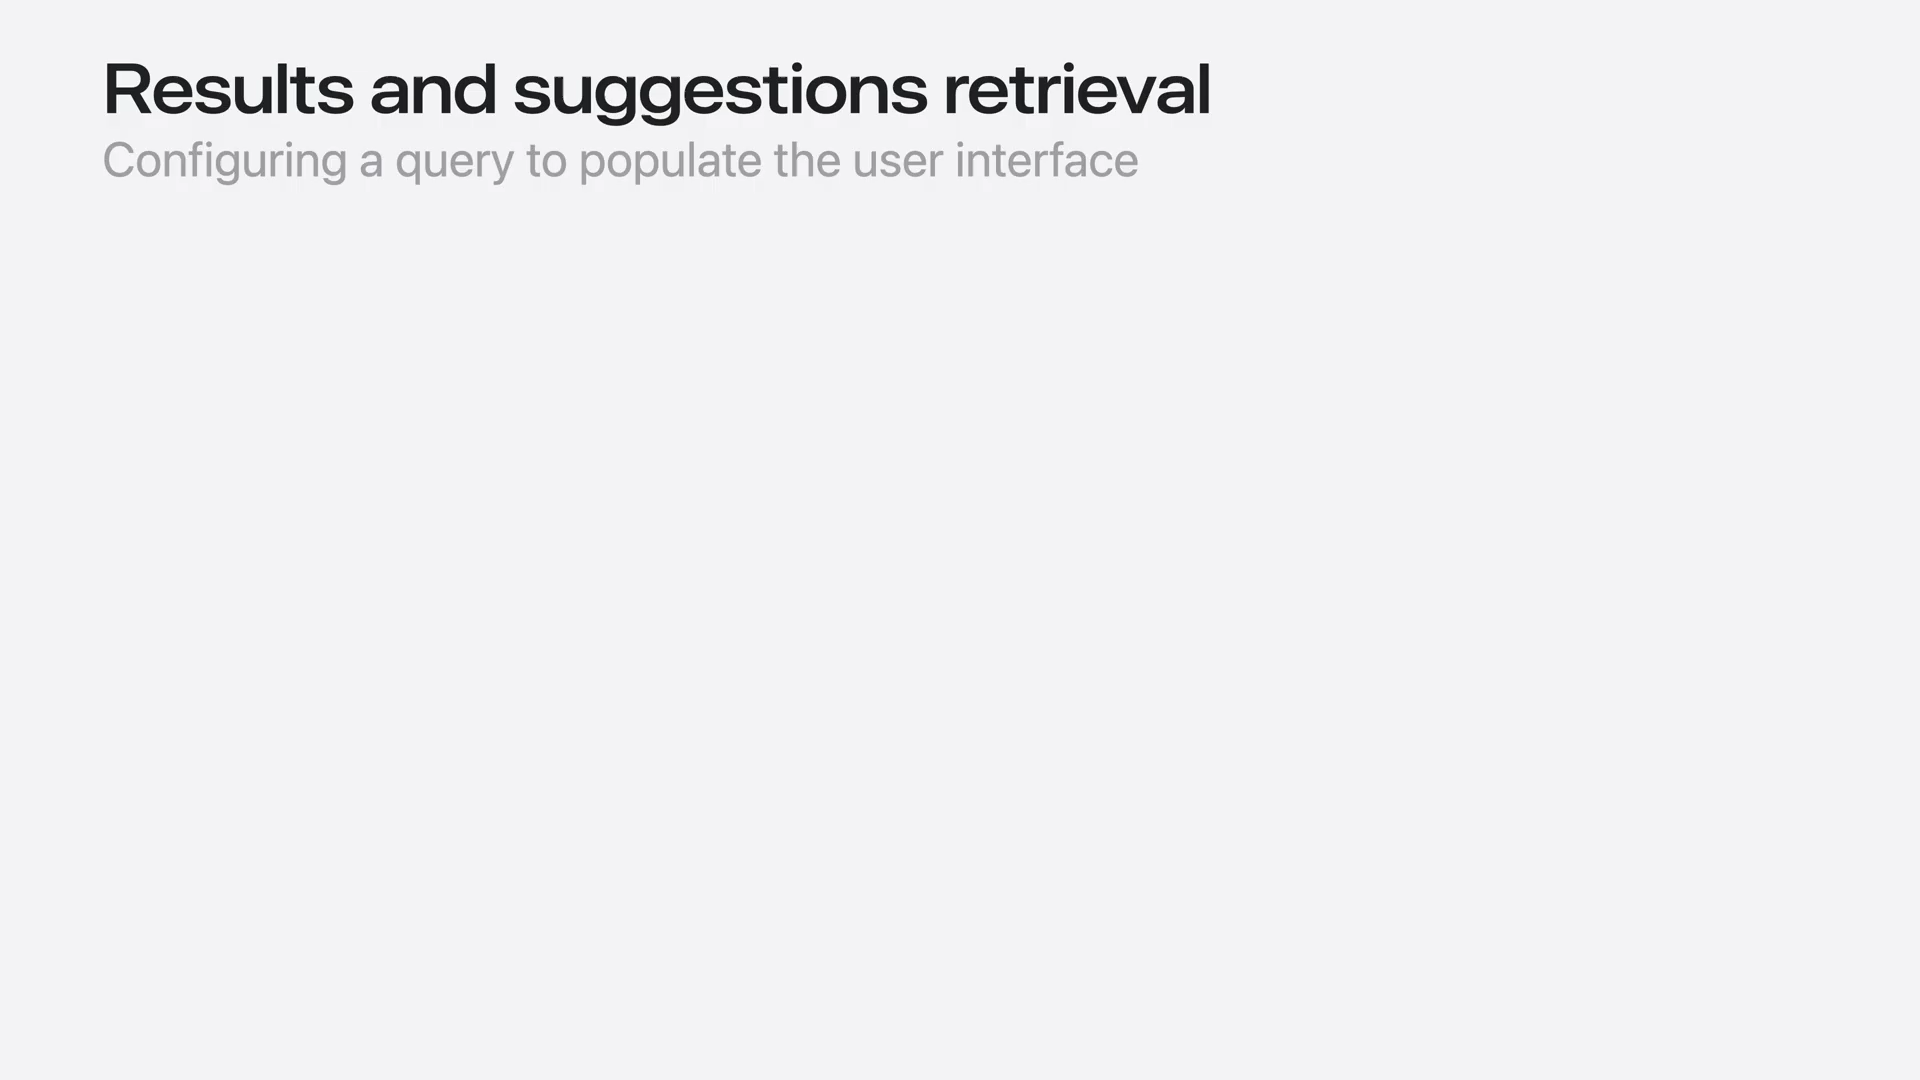 Results and suggestions retrieval
Configuring a query to populate the user interface